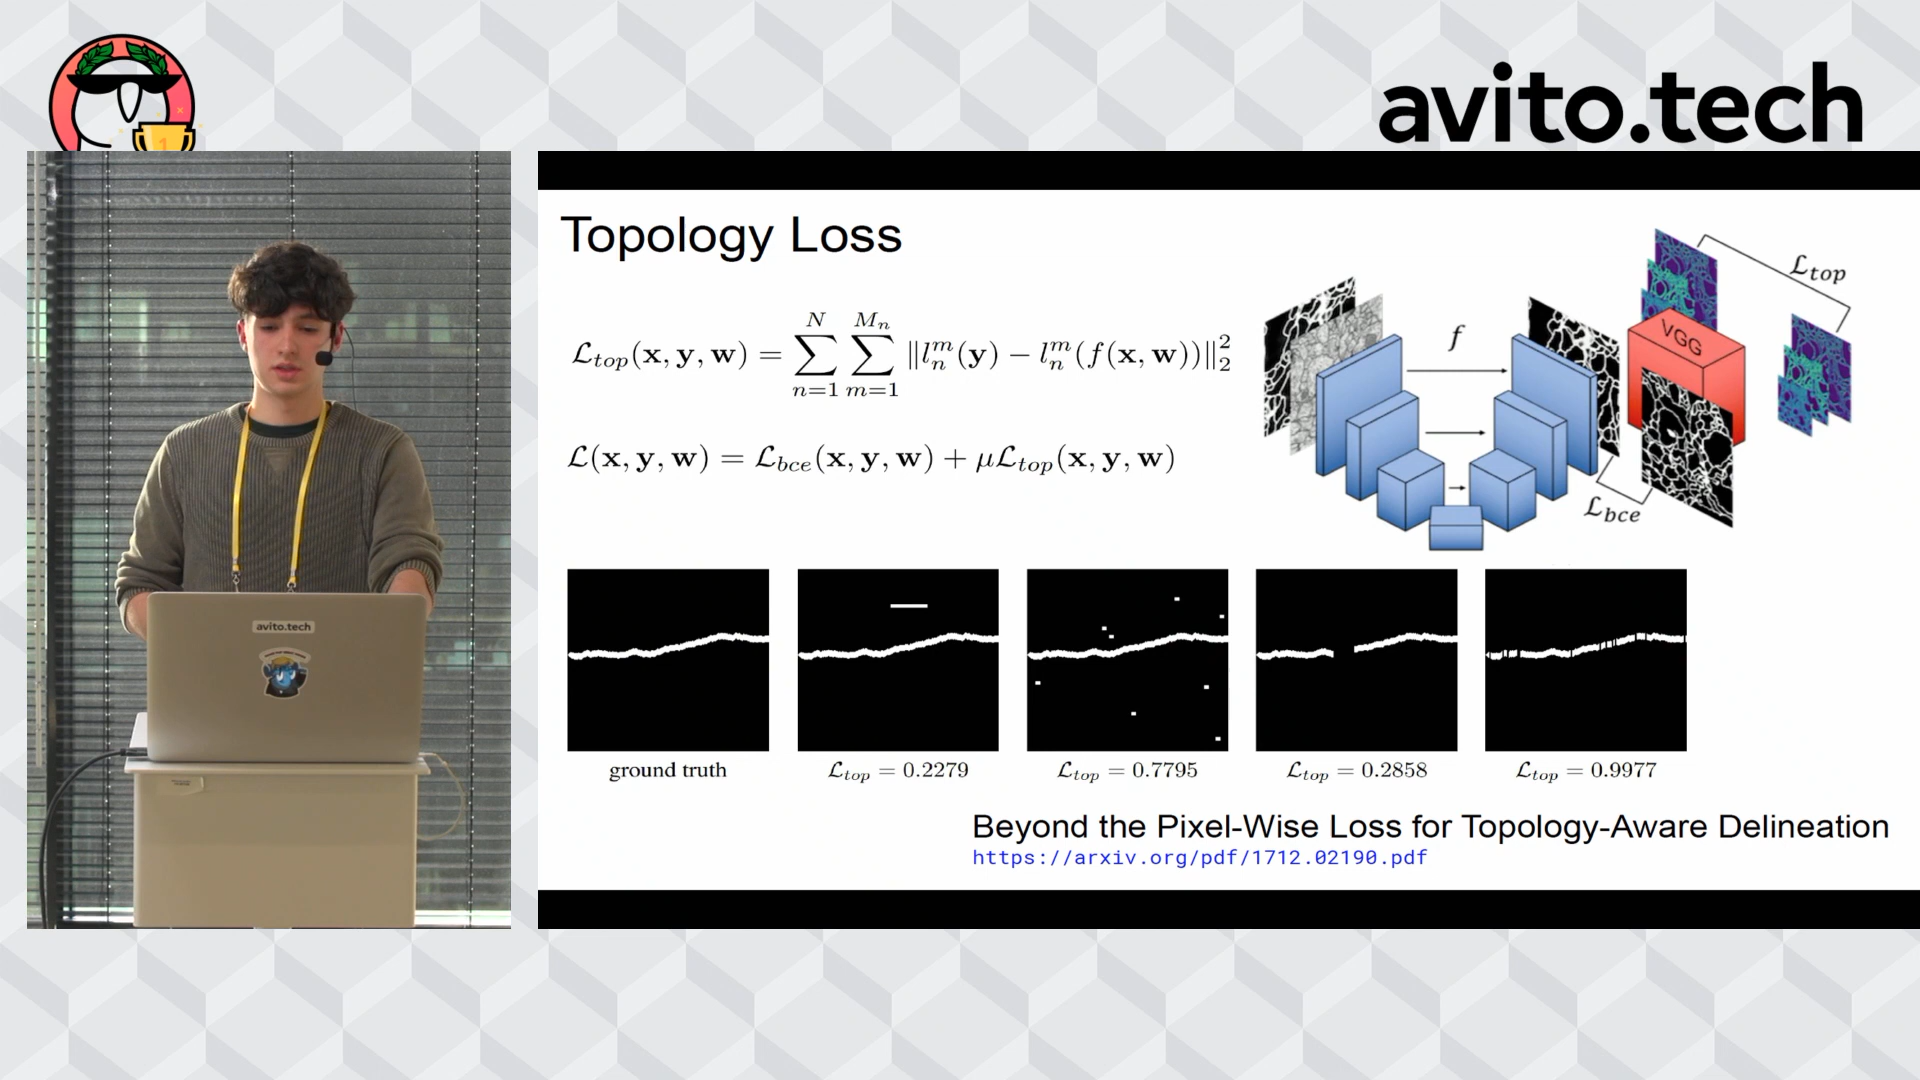 avito.tech
1
avito.tech
Topology Loss
\mathcal{L}_{top}(\mathbf{x}, \mathbf{y}, \mathbf{w}) = \sum_{n=1}^{N} \sum_{m=1}^{M_n} \|l_n^m(\mathbf{y}) - l_n^m(f(\mathbf{x}, \mathbf{w}))\|_2^2
\mathcal{L}(\mathbf{x}, \mathbf{y}, \mathbf{w}) = \mathcal{L}_{bce}(\mathbf{x}, \mathbf{y}, \mathbf{w}) + \mu\mathcal{L}_{top}(\mathbf{x}, \mathbf{y}, \mathbf{w})
f
VGG
\mathcal{L}_{top}
\mathcal{L}_{bce}
ground truth
\mathcal{L}_{top} = 0.2279
\mathcal{L}_{top} = 0.7795
\mathcal{L}_{top} = 0.2858
\mathcal{L}_{top} = 0.9977
Beyond the Pixel-Wise Loss for Topology-Aware Delineation
https://arxiv.org/pdf/1712.02190.pdf